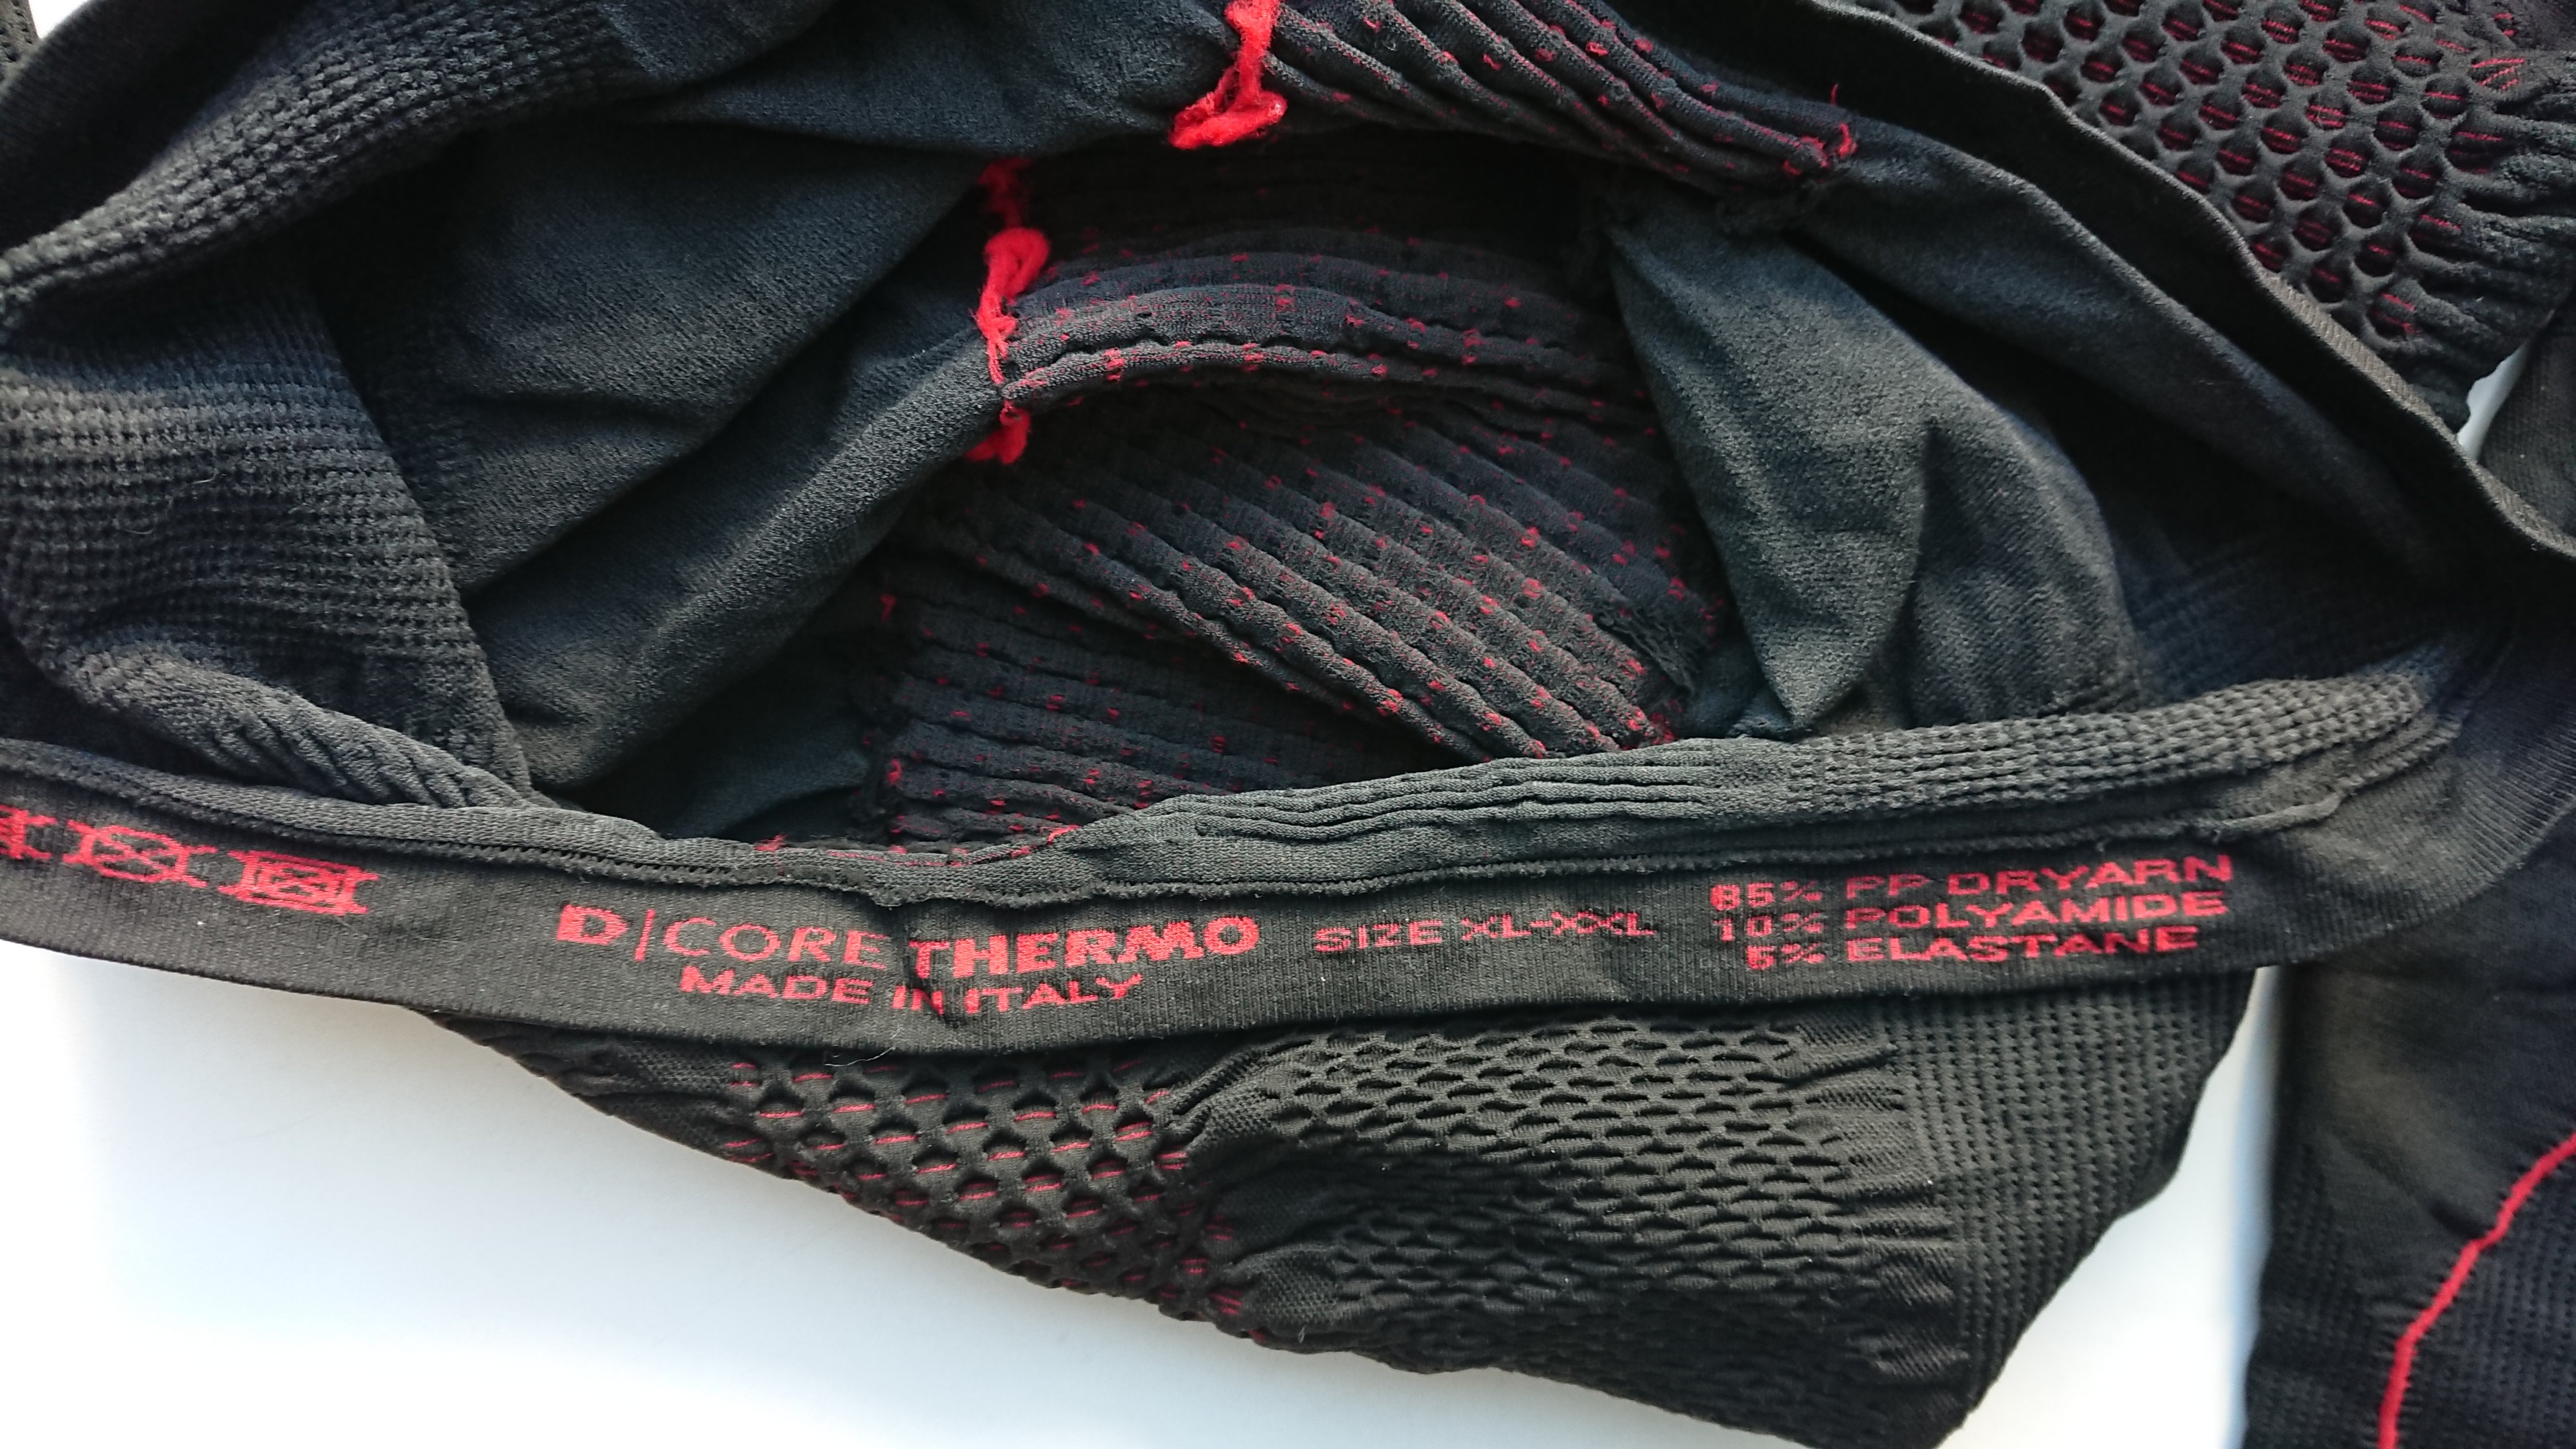 D|CORE THERMO
MADE IN ITALY
SIZE XL-XXL
85% PP DRYARN
10% POLYAMIDE
5% ELASTANE